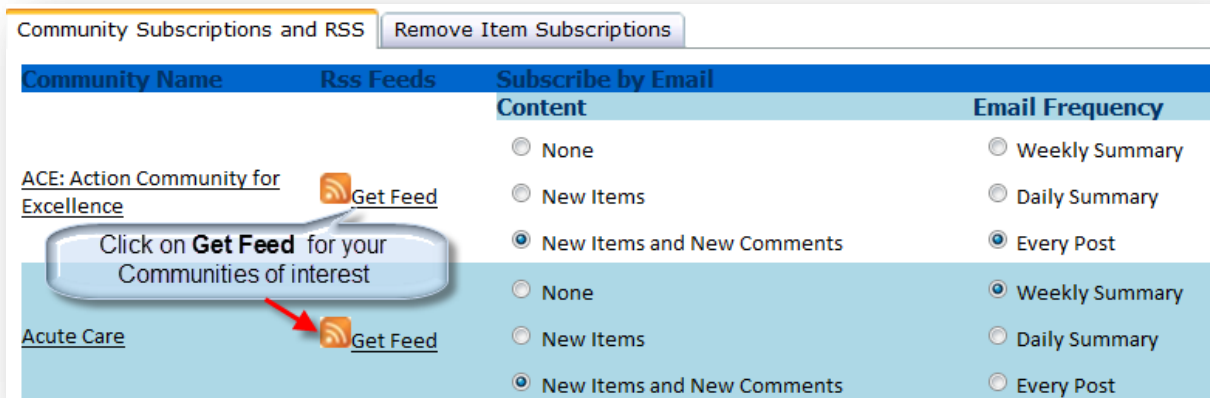 Community Subscriptions and RSS
Remove Item Subscriptions
Community Name Rss Feeds Subscribe by Email
Content Email Frequency
None Weekly Summary
ACE: Action Community for
Excellence
Get Feed
New Items Daily Summary
New Items and New Comments Every Post
Click on Get Feed for your
Communities of interest
None Weekly Summary
Acute Care Get Feed New Items Daily Summary
New Items and New Comments Every Post